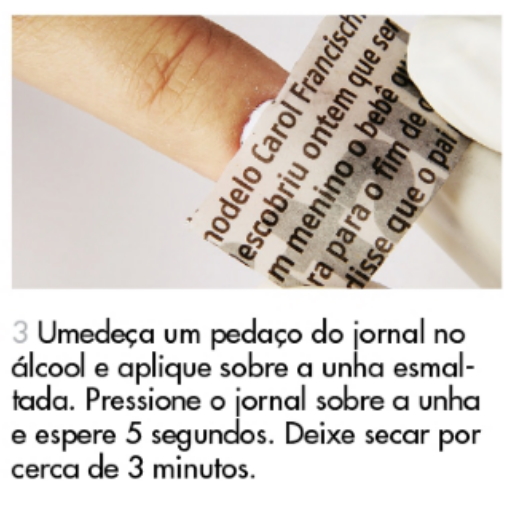 modelo Carol Francisch
escobriu ontem que ser
m menino o bebê
ra para o fim de
disse que o pai
3 Umedeça um pedaço do jornal no
álcool e aplique sobre a unha esmal-
tada. Pressione o jornal sobre a unha
e espere 5 segundos. Deixe secar por
cerca de 3 minutos.